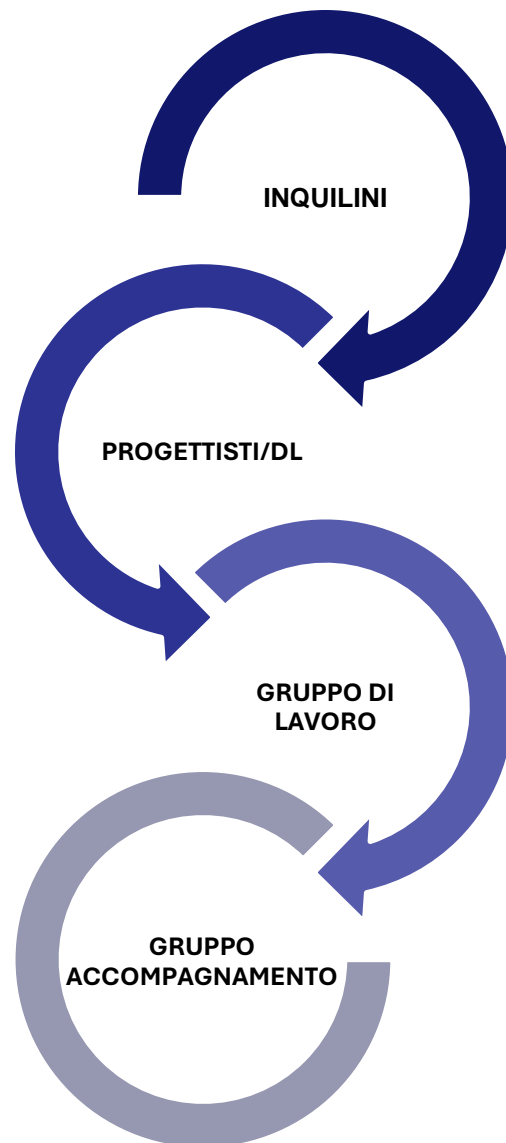 INQUILINI
PROGETTISTI/DL
GRUPPO DI
LAVORO
GRUPPO
ACCOMPAGNAMENTO